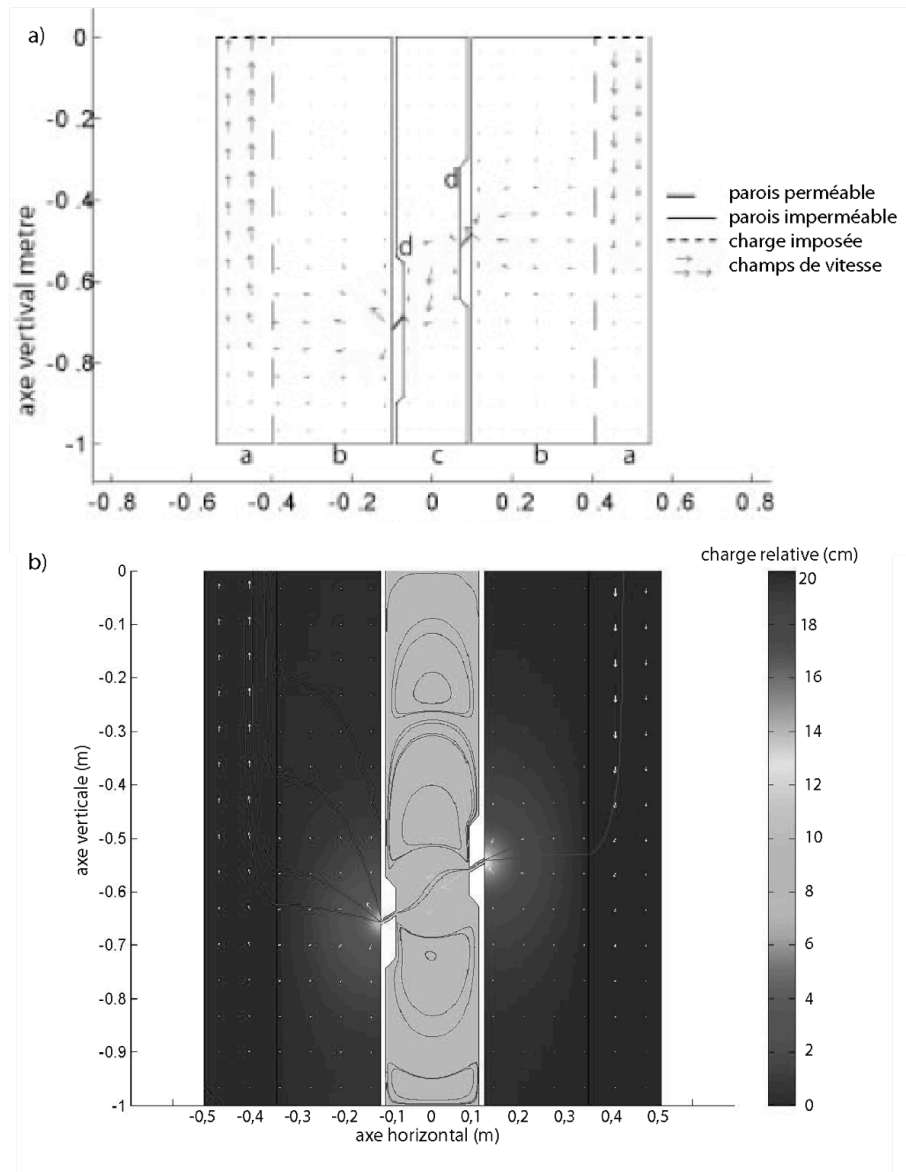 a)
0
-0.2
-0.4
-0.6
-0 8
-1
axe vertival metre
d
d
a b c b a
-0 8 -0 6 -0 4 -0 2 0 0 2 0 4 0 6 0 8
parois perméable
parois imperméable
charge imposée
champs de vitesse
b)
charge relative (cm)
0
-0.1
-0.2
-0.3
-0.4
-0.5
-0.6
-0.7
-0.8
-0.9
-1
axe verticale (m)
-0,5 -0,4 -0,3 -0,2 -0,1 0 0,1 0,2 0,3 0,4 0,5
axe horizontal (m)
20
18
16
14
12
10
8
6
4
2
0